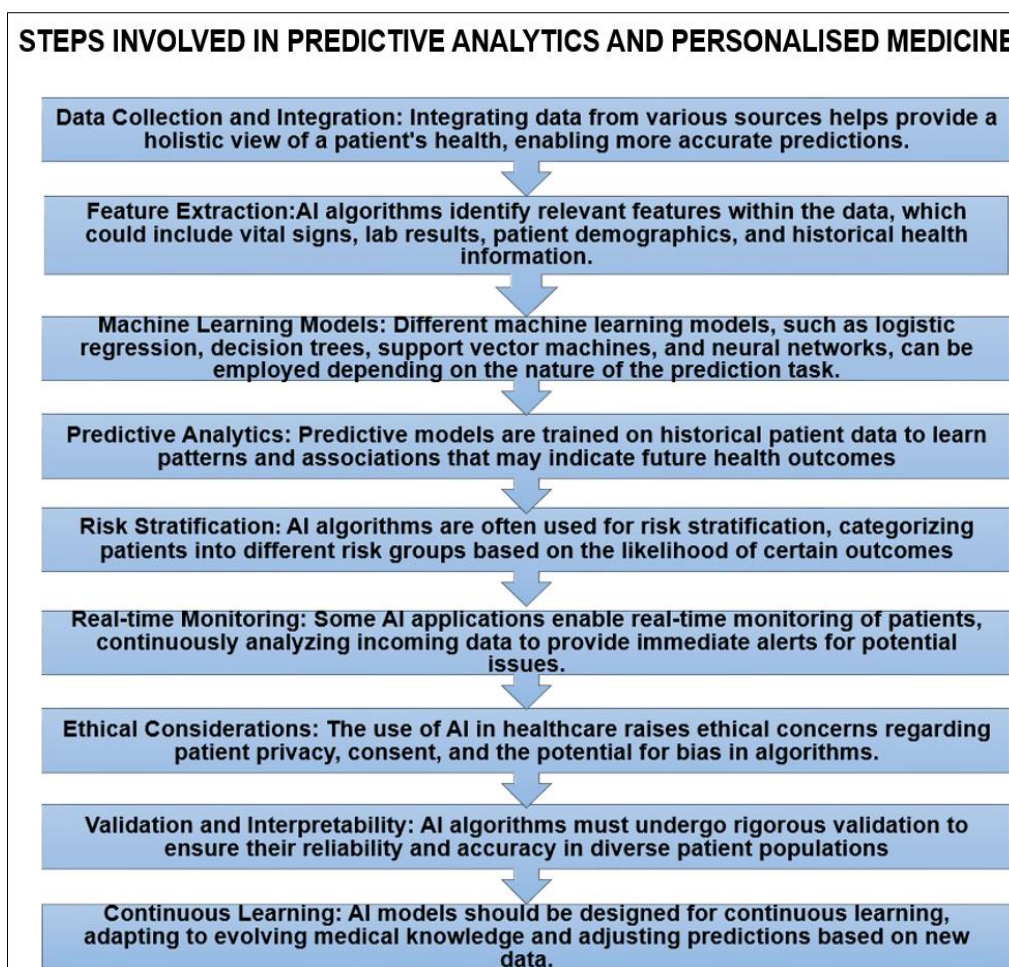 STEPS INVOLVED IN PREDICTIVE ANALYTICS AND PERSONALISED MEDICINE
Data Collection and Integration: Integrating data from various sources helps provide a
holistic view of a patient's health, enabling more accurate predictions.
Feature Extraction:AI algorithms identify relevant features within the data, which
could include vital signs, lab results, patient demographics, and historical health
information.
Machine Learning Models: Different machine learning models, such as logistic
regression, decision trees, support vector machines, and neural networks, can be
employed depending on the nature of the prediction task.
Predictive Analytics: Predictive models are trained on historical patient data to learn
patterns and associations that may indicate future health outcomes
Risk Stratification: AI algorithms are often used for risk stratification, categorizing
patients into different risk groups based on the likelihood of certain outcomes
Real-time Monitoring: Some AI applications enable real-time monitoring of patients,
continuously analyzing incoming data to provide immediate alerts for potential
issues.
Ethical Considerations: The use of AI in healthcare raises ethical concerns regarding
patient privacy, consent, and the potential for bias in algorithms.
Validation and Interpretability: AI algorithms must undergo rigorous validation to
ensure their reliability and accuracy in diverse patient populations
Continuous Learning: AI models should be designed for continuous learning,
adapting to evolving medical knowledge and adjusting predictions based on new
data.